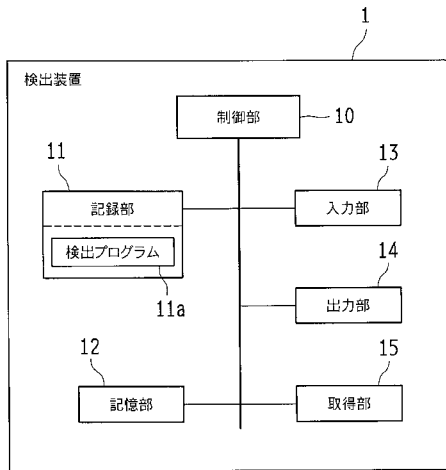 1
検出装置
制御部
10
11
記録部
検出プログラム
11a
13
入力部
14
出力部
12
記憶部
15
取得部